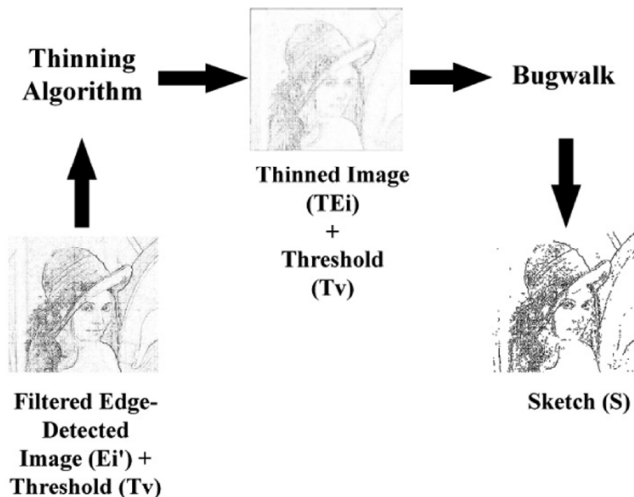 Thinning
Algorithm
Bugwalk
Thinned Image
(TEi)
+
Threshold
(Tv)
Filtered Edge-
Detected
Image (Ei') +
Threshold (Tv)
Sketch (S)